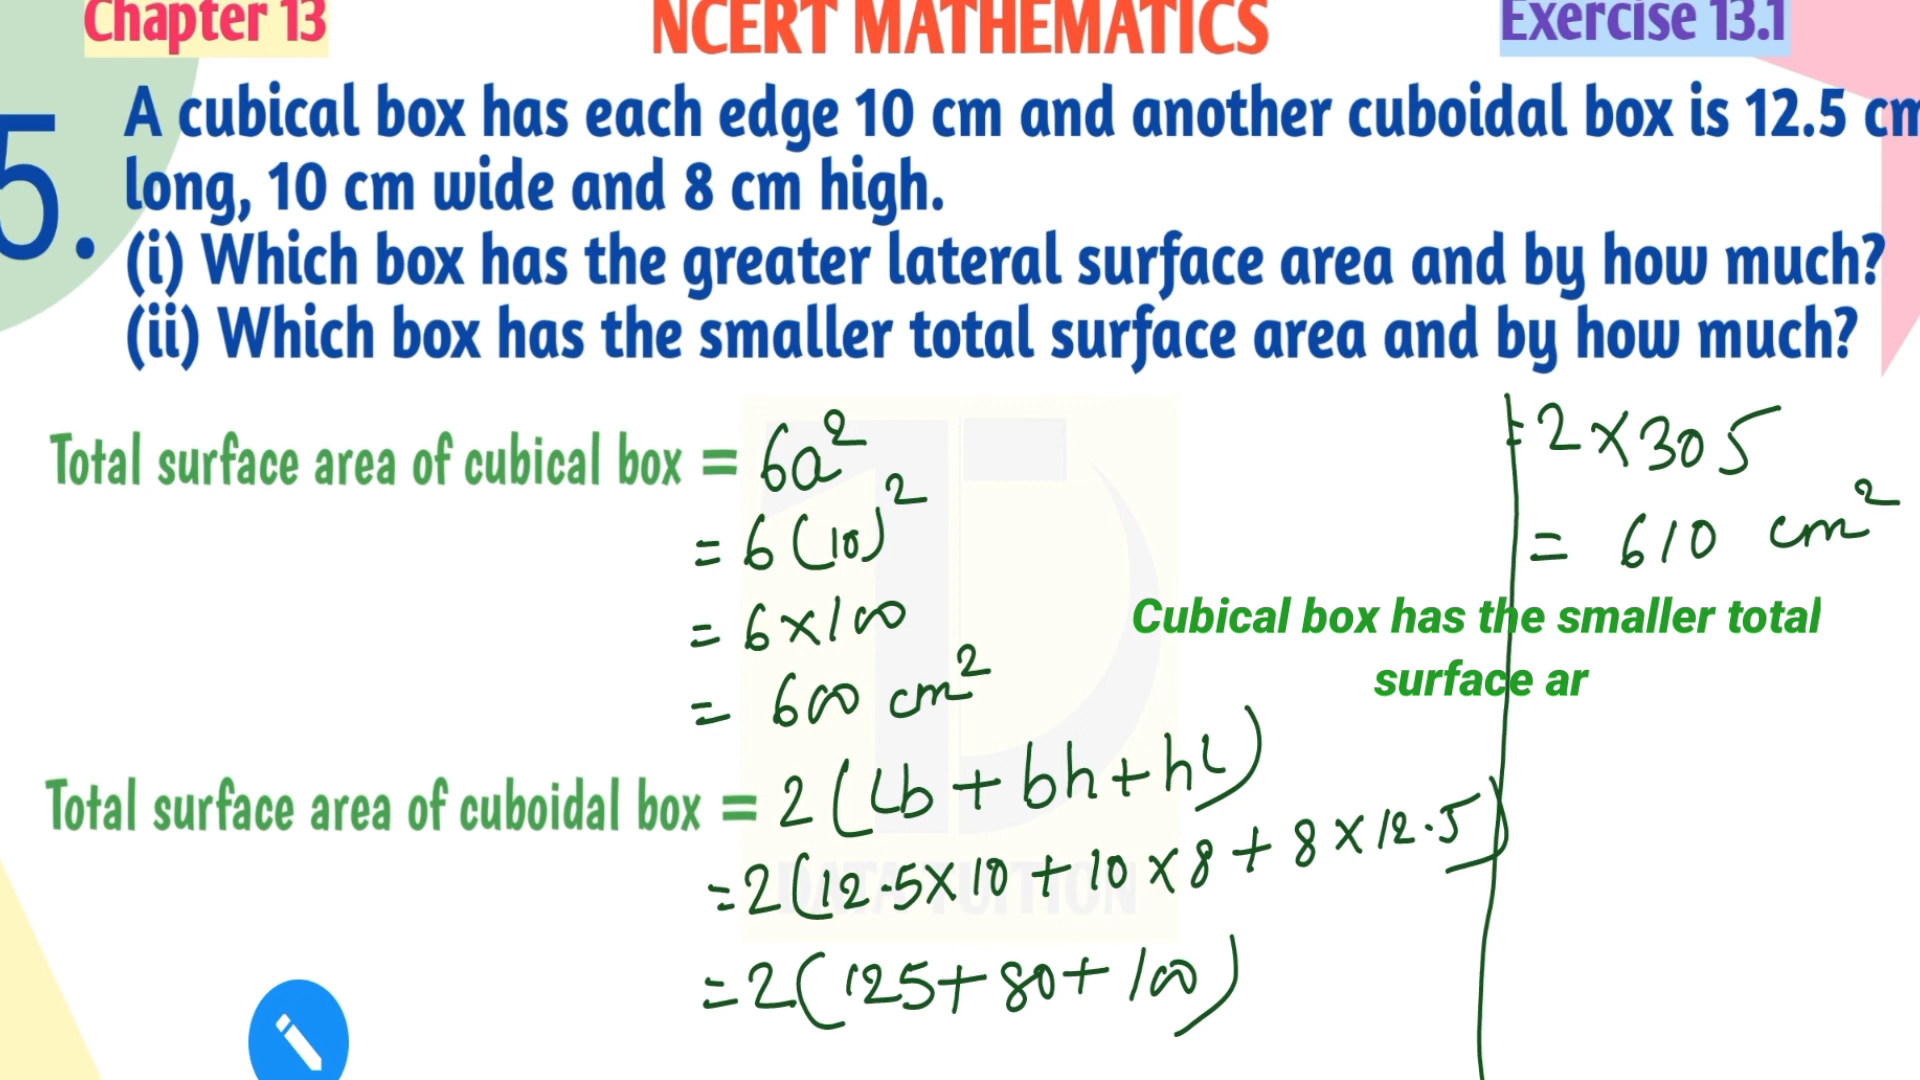 Chapter 13
NCERT MATHEMATICS
Exercise 13.1
5.
A cubical box has each edge 10 cm and another cuboidal box is 12.5 cm
long, 10 cm wide and 8 cm high.
(i) Which box has the greater lateral surface area and by how much?
(ii) Which box has the smaller total surface area and by how much?
Total surface area of cubical box = 6a²
= 6(10)²
= 6×100
= 600 cm²
Total surface area of cuboidal box = 2(lb + bh + hl)
= 2(12.5×10 + 10×8 + 8×12.5)
= 2(125 + 80 + 100)
= 2×305
= 610 cm²
Cubical box has the smaller total
surface ar
DATA TUITION